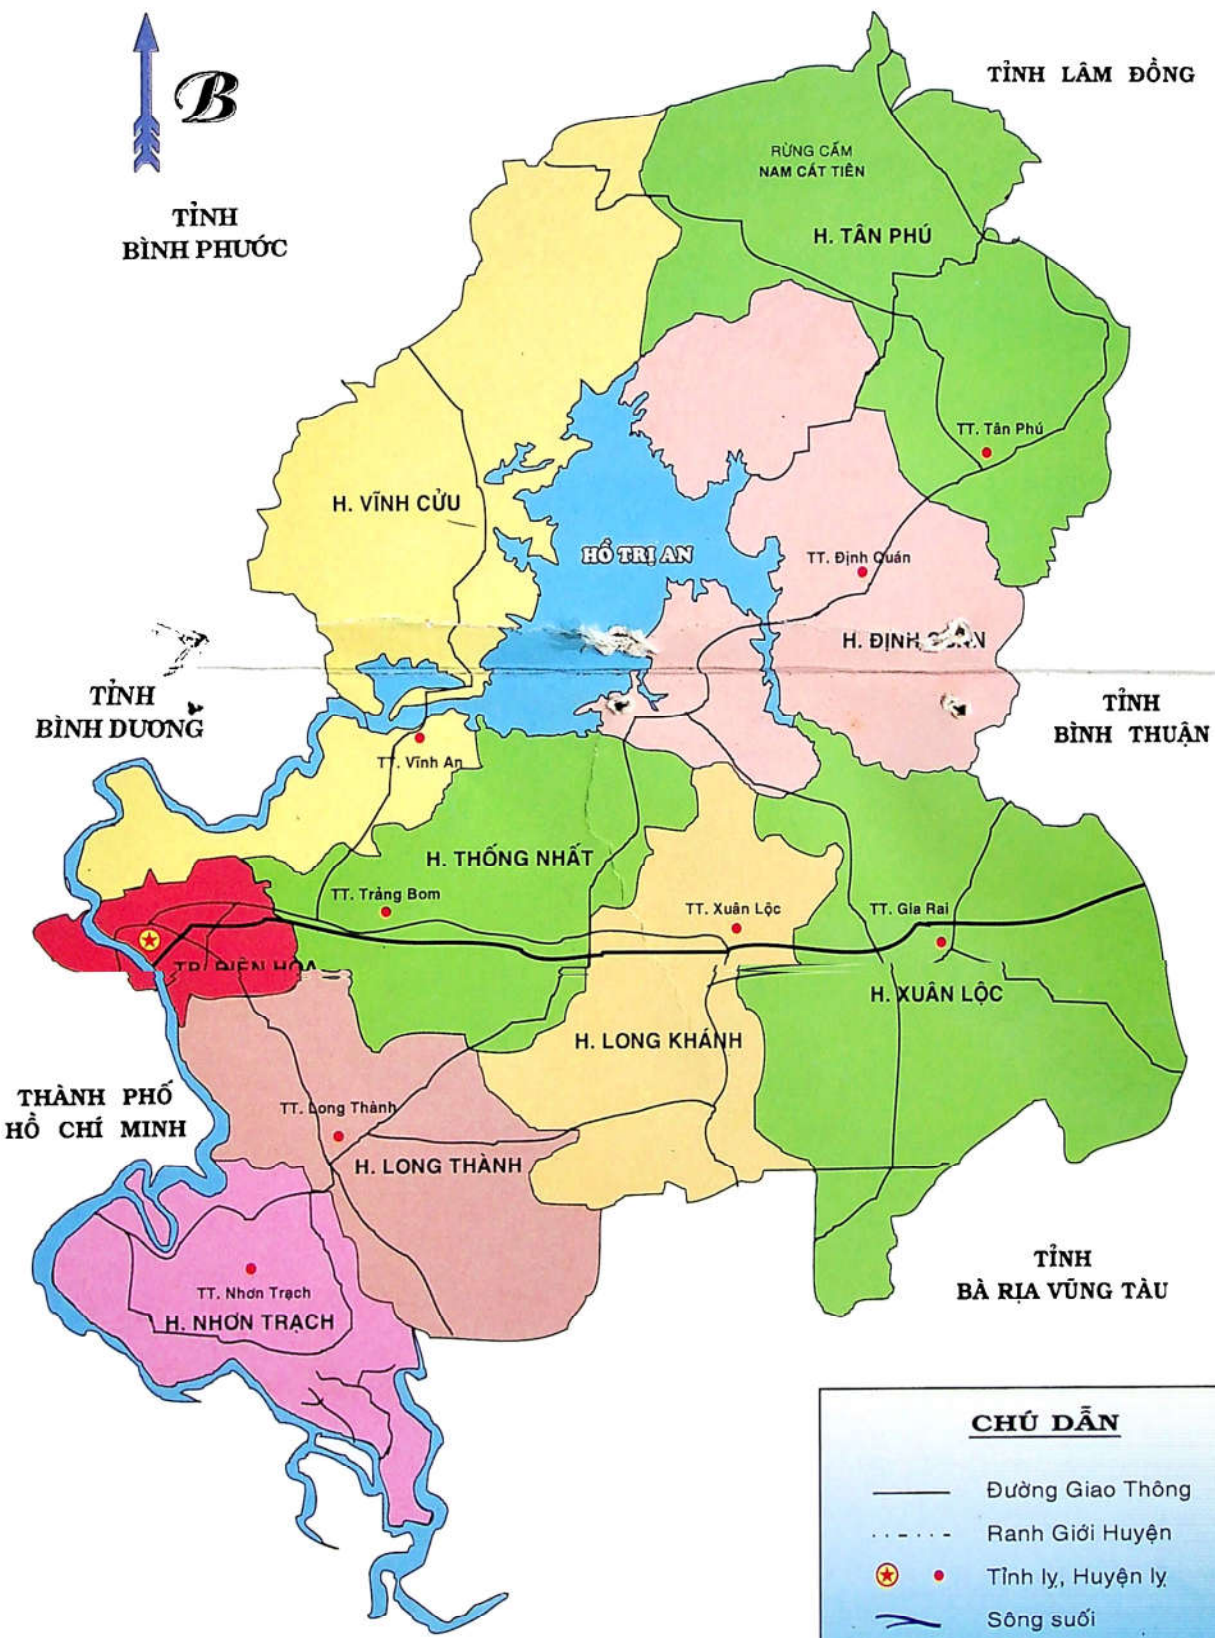 B
TỈNH LÂM ĐỒNG
RỪNG CẤM
NAM CÁT TIÊN
TỈNH
BÌNH PHƯỚC
H. TÂN PHÚ
TT. Tân Phú
H. VĨNH CỬU
HỒ TRỊ AN
TT. Định Quán
H. ĐỊNH
TỈNH
BÌNH DƯƠNG
TỈNH
BÌNH THUẬN
TT. Vĩnh An
H. THỐNG NHẤT
TT. Trảng Bom
TT. Xuân Lộc
TT. Gia Rai
TP. BIÊN HÒA
H. XUÂN LỘC
H. LONG KHÁNH
THÀNH PHỐ
HỒ CHÍ MINH
TT. Long Thành
H. LONG THÀNH
TT. Nhơn Trạch
H. NHƠN TRẠCH
TỈNH
BÀ RỊA VŨNG TÀU
CHÚ DẪN
Đường Giao Thông
Ranh Giới Huyện
Tỉnh lỵ, Huyện lỵ
Sông suối